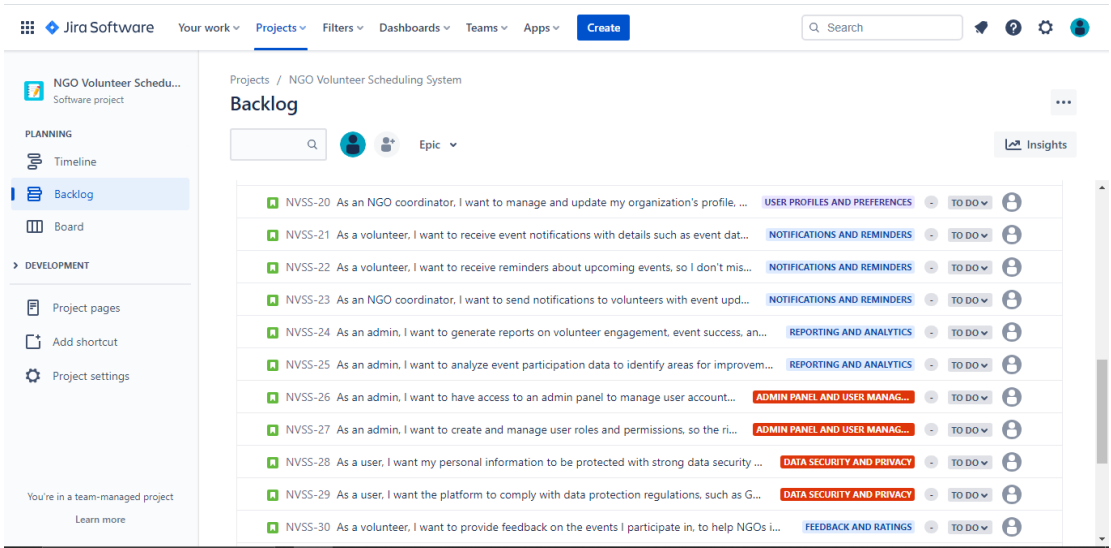 Jira Software Your work Projects Filters Dashboards Teams Apps Create Search
NGO Volunteer Schedu...
Software project
PLANNING
Timeline
Backlog
Board
DEVELOPMENT
Project pages
Add shortcut
Project settings
You're in a team-managed project
Learn more
Projects / NGO Volunteer Scheduling System
Backlog
Epic
Insights
NVSS-20 As an NGO coordinator, I want to manage and update my organization's profile, ... USER PROFILES AND PREFERENCES - TO DO
NVSS-21 As a volunteer, I want to receive event notifications with details such as event dat... NOTIFICATIONS AND REMINDERS - TO DO
NVSS-22 As a volunteer, I want to receive reminders about upcoming events, so I don't mis... NOTIFICATIONS AND REMINDERS - TO DO
NVSS-23 As an NGO coordinator, I want to send notifications to volunteers with event upd... NOTIFICATIONS AND REMINDERS - TO DO
NVSS-24 As an admin, I want to generate reports on volunteer engagement, event success, an... REPORTING AND ANALYTICS - TO DO
NVSS-25 As an admin, I want to analyze event participation data to identify areas for improvem... REPORTING AND ANALYTICS - TO DO
NVSS-26 As an admin, I want to have access to an admin panel to manage user account... ADMIN PANEL AND USER MANAG... - TO DO
NVSS-27 As an admin, I want to create and manage user roles and permissions, so the ri... ADMIN PANEL AND USER MANAG... - TO DO
NVSS-28 As a user, I want my personal information to be protected with strong data security ... DATA SECURITY AND PRIVACY - TO DO
NVSS-29 As a user, I want the platform to comply with data protection regulations, such as G... DATA SECURITY AND PRIVACY - TO DO
NVSS-30 As a volunteer, I want to provide feedback on the events I participate in, to help NGOs i... FEEDBACK AND RATINGS - TO DO